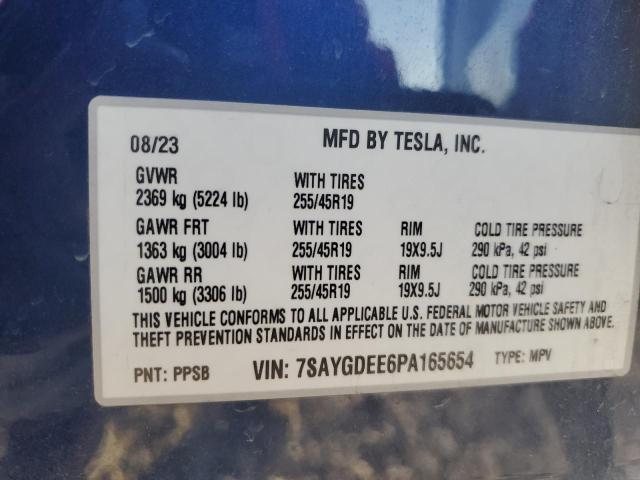 08/23 MFD BY TESLA, INC.
GVWR WITH TIRES
2369 kg (5224 lb) 255/45R19
GAWR FRT WITH TIRES RIM COLD TIRE PRESSURE
1363 kg (3004 lb) 255/45R19 19X9.5J 290 kPa, 42 psi
GAWR RR WITH TIRES RIM COLD TIRE PRESSURE
1500 kg (3306 lb) 255/45R19 19X9.5J 290 kPa, 42 psi
THIS VEHICLE CONFORMS TO ALL APPLICABLE U.S. FEDERAL MOTOR VEHICLE SAFETY AND
THEFT PREVENTION STANDARDS IN EFFECT ON THE DATE OF MANUFACTURE SHOWN ABOVE.
PNT: PPSB VIN: 7SAYGDEE6PA165654 TYPE: MPV